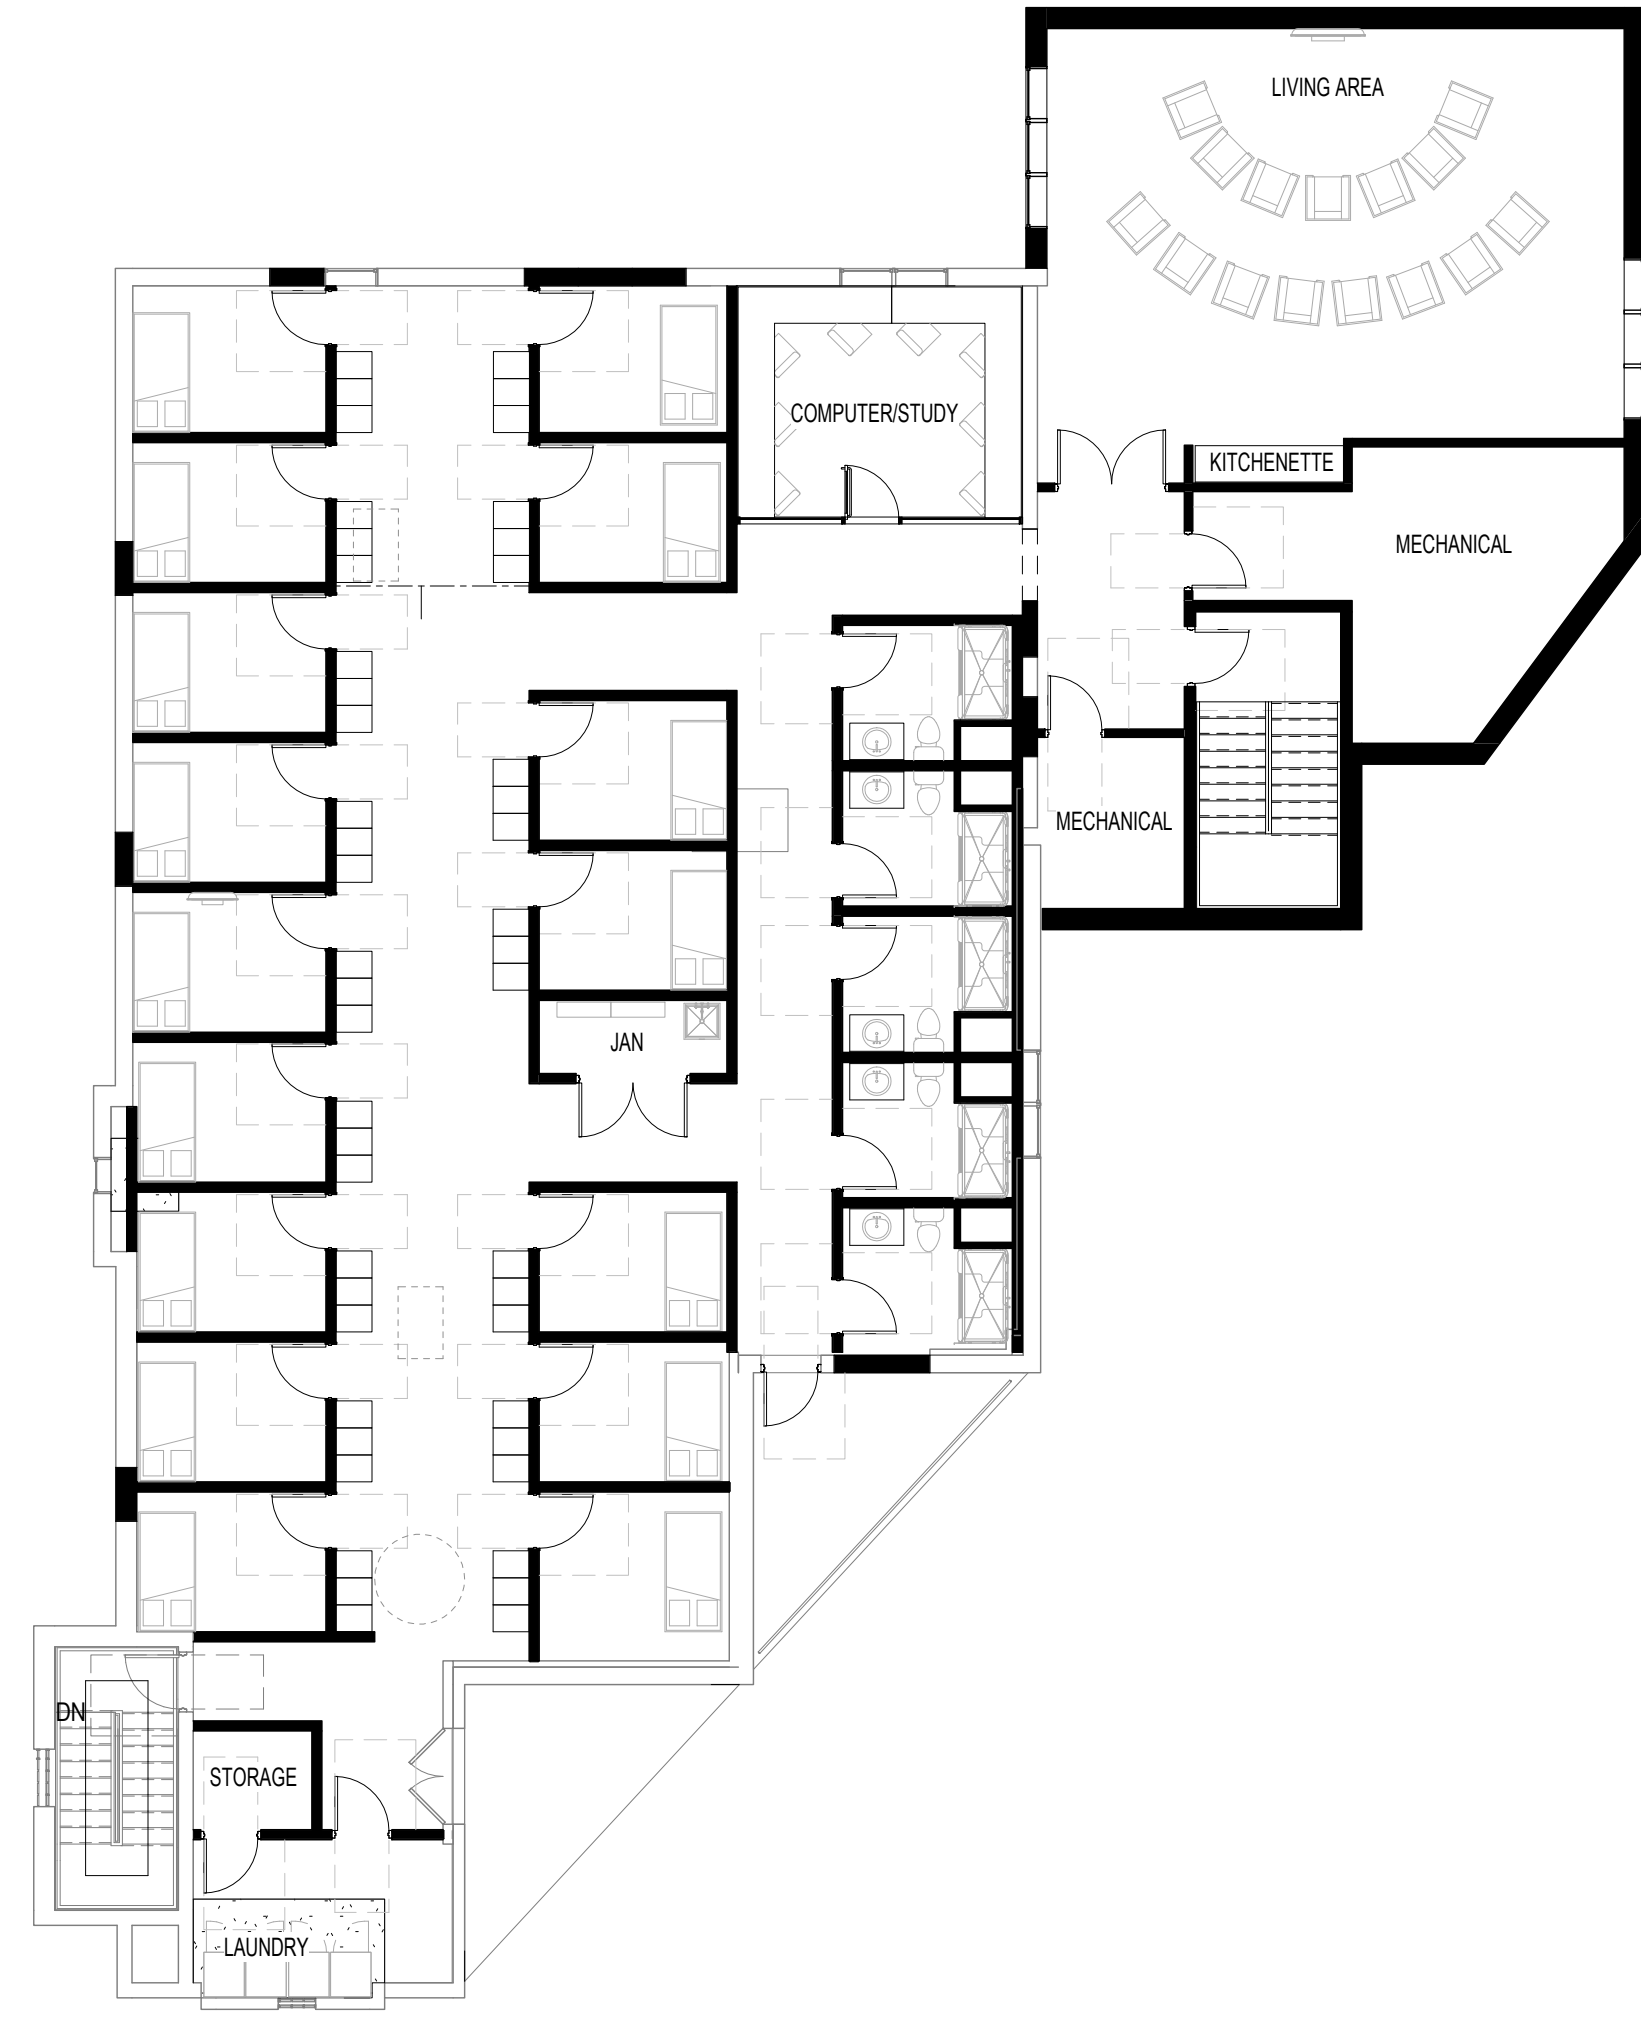 LIVING AREA
COMPUTER/STUDY
KITCHENETTE
MECHANICAL
MECHANICAL
JAN
DN
STORAGE
LAUNDRY